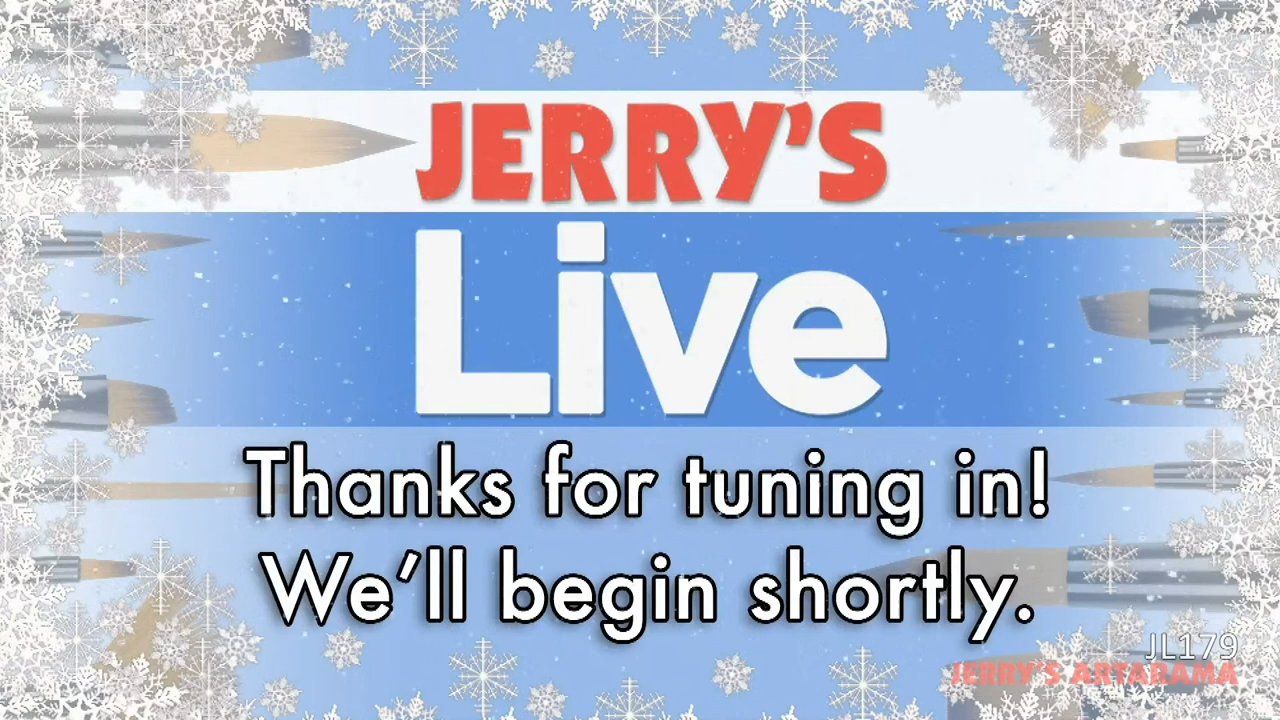 JERRY'S
Live
Thanks for tuning in!
We'll begin shortly.
JL179
JERRY'S ARTARAMA